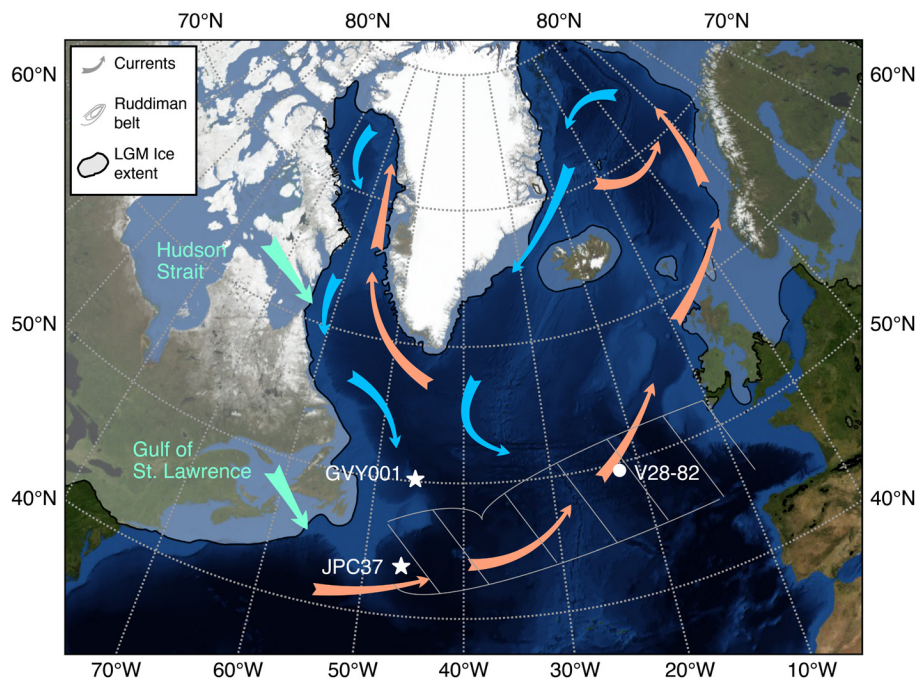 70°N 80°N 80°N 70°N
60°N 60°N
Currents
Ruddiman
belt
LGM Ice
extent
Hudson
Strait
50°N 50°N
Gulf of
St. Lawrence
GVY001
V28-82
40°N 40°N
JPC37
70°W 60°W 50°W 40°W 30°W 20°W 10°W